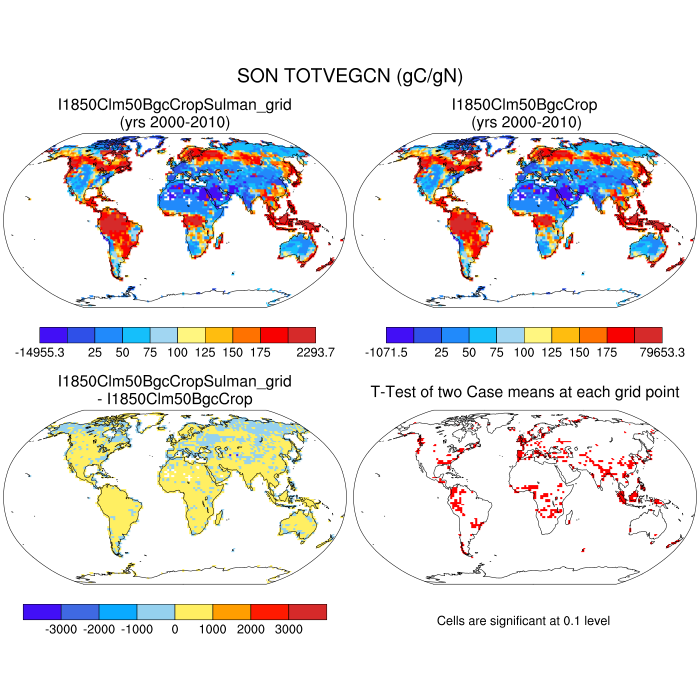 SON TOTVEGCN (gC/gN)
I1850Clm50BgcCropSulman_grid
(yrs 2000-2010)
I1850Clm50BgcCrop
(yrs 2000-2010)
-14955.3 25 50 75 100 125 150 175 2293.7
-1071.5 25 50 75 100 125 150 175 79653.3
I1850Clm50BgcCropSulman_grid
- I1850Clm50BgcCrop
T-Test of two Case means at each grid point
-3000 -2000 -1000 0 1000 2000 3000
Cells are significant at 0.1 level